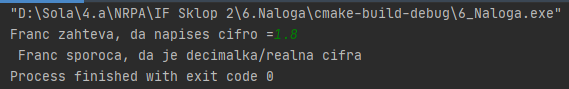 "D:\Sola\4.a\NRPA\IF Sklop 2\6.Naloga\cmake-build-debug\6_Naloga.exe"
Franc zahteva, da napises cifro =1.8
Franc sporoca, da je decimalka/realna cifra
Process finished with exit code 0